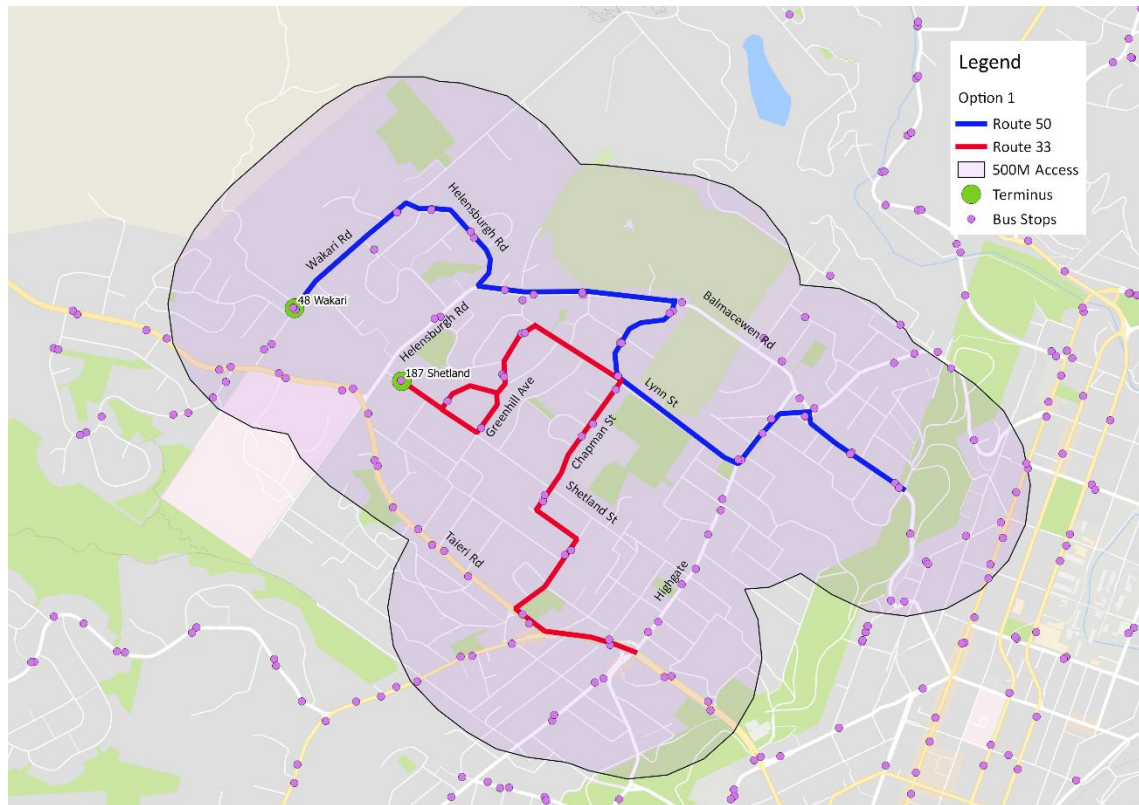 Legend
Option 1
Route 50
Route 33
500M Access
Terminus
Bus Stops
Helensburgh Rd
Wakari Rd
48 Wakari
Helensburgh Rd
Balmacewen Rd
187 Shetland
Greenhill Ave
Lynn St
Chapman St
Shetland St
Taieri Rd
Highgate